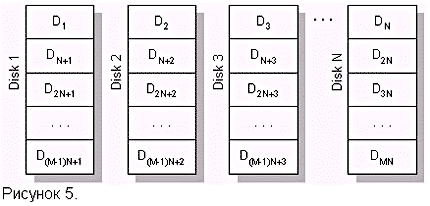 D1 D2 D3 ... DN
DN+1 DN+2 DN+3 D2N
D2N+1 D2N+2 D2N+3 D3N
... ... ... ...
D(M-1)N+1 D(M-1)N+2 D(M-1)N+3 DMN
Disk 1
Disk 2
Disk 3
Disk N
Рисунок 5.